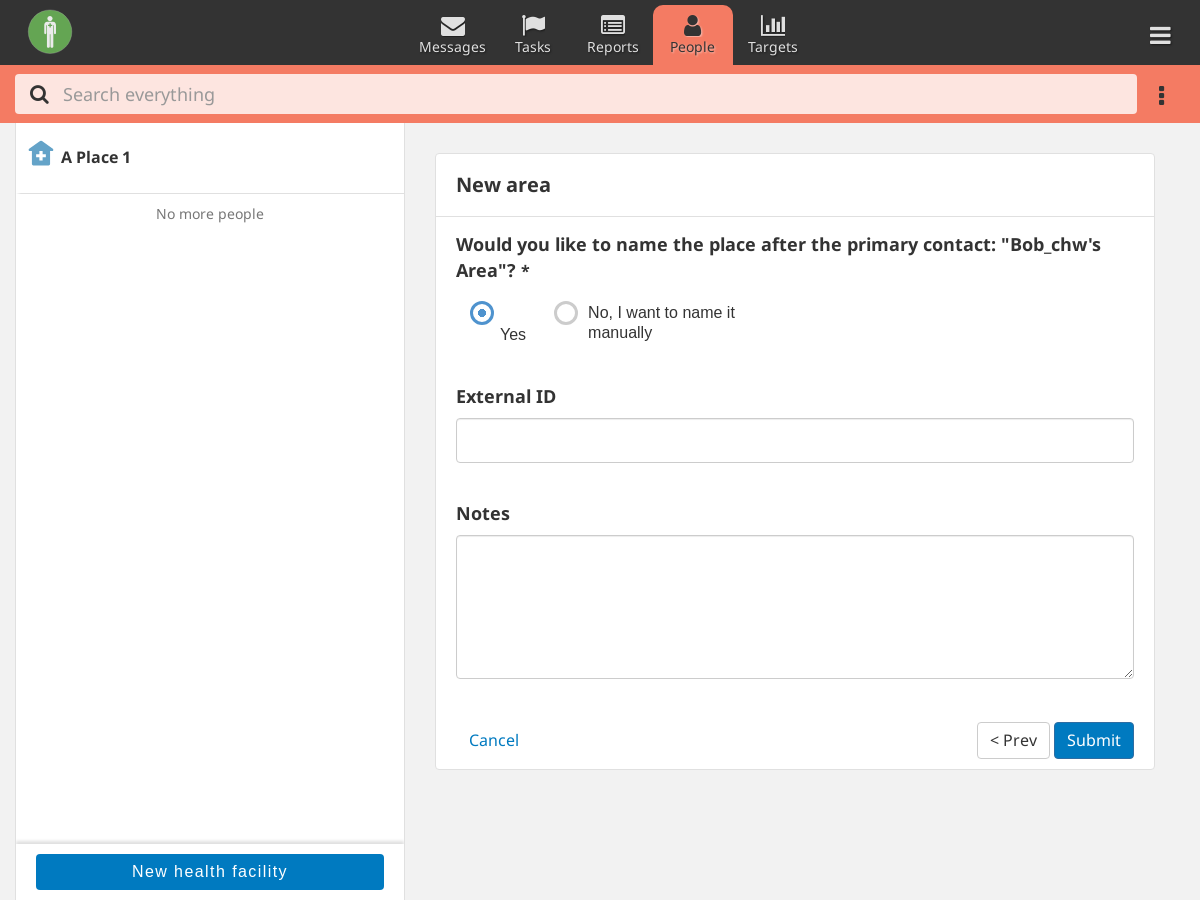 Messages
Tasks
Reports
People
Targets
Search everything
A Place 1
No more people
New health facility
New area
Would you like to name the place after the primary contact: "Bob_chw's
Area"? *
Yes
No, I want to name it
manually
External ID
Notes
Cancel
< Prev
Submit